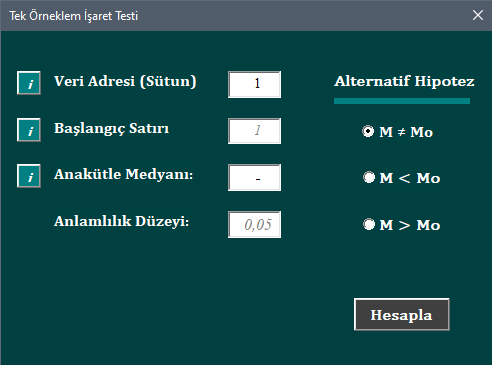 Tek Örneklem İşaret Testi
i Veri Adresi (Sütun) 1
Alternatif Hipotez
i Başlangıç Satırı 1
M ≠ Mo
i Anakütle Medyanı: -
M < Mo
Anlamlılık Düzeyi: 0,05
M > Mo
Hesapla